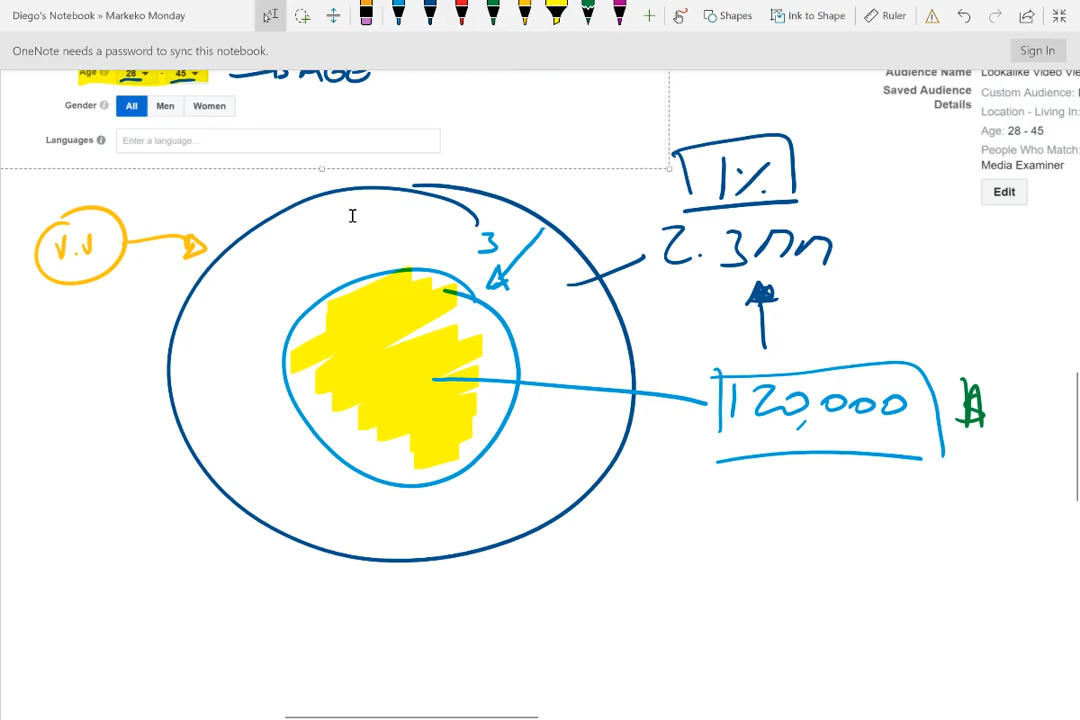 Diego's Notebook » Markeko Monday
Shapes
Ink to Shape
Ruler
OneNote needs a password to sync this notebook.
Sign In
Age 28 - 45
AGE
Gender All Men Women
Languages Enter a language...
Audience Name Lookalike Video Vie
Saved Audience Details
Custom Audience:
Location - Living In:
Age: 28 - 45
People Who Match:
Media Examiner
Edit
V.V
3
1%
2.3mm
120,000
$